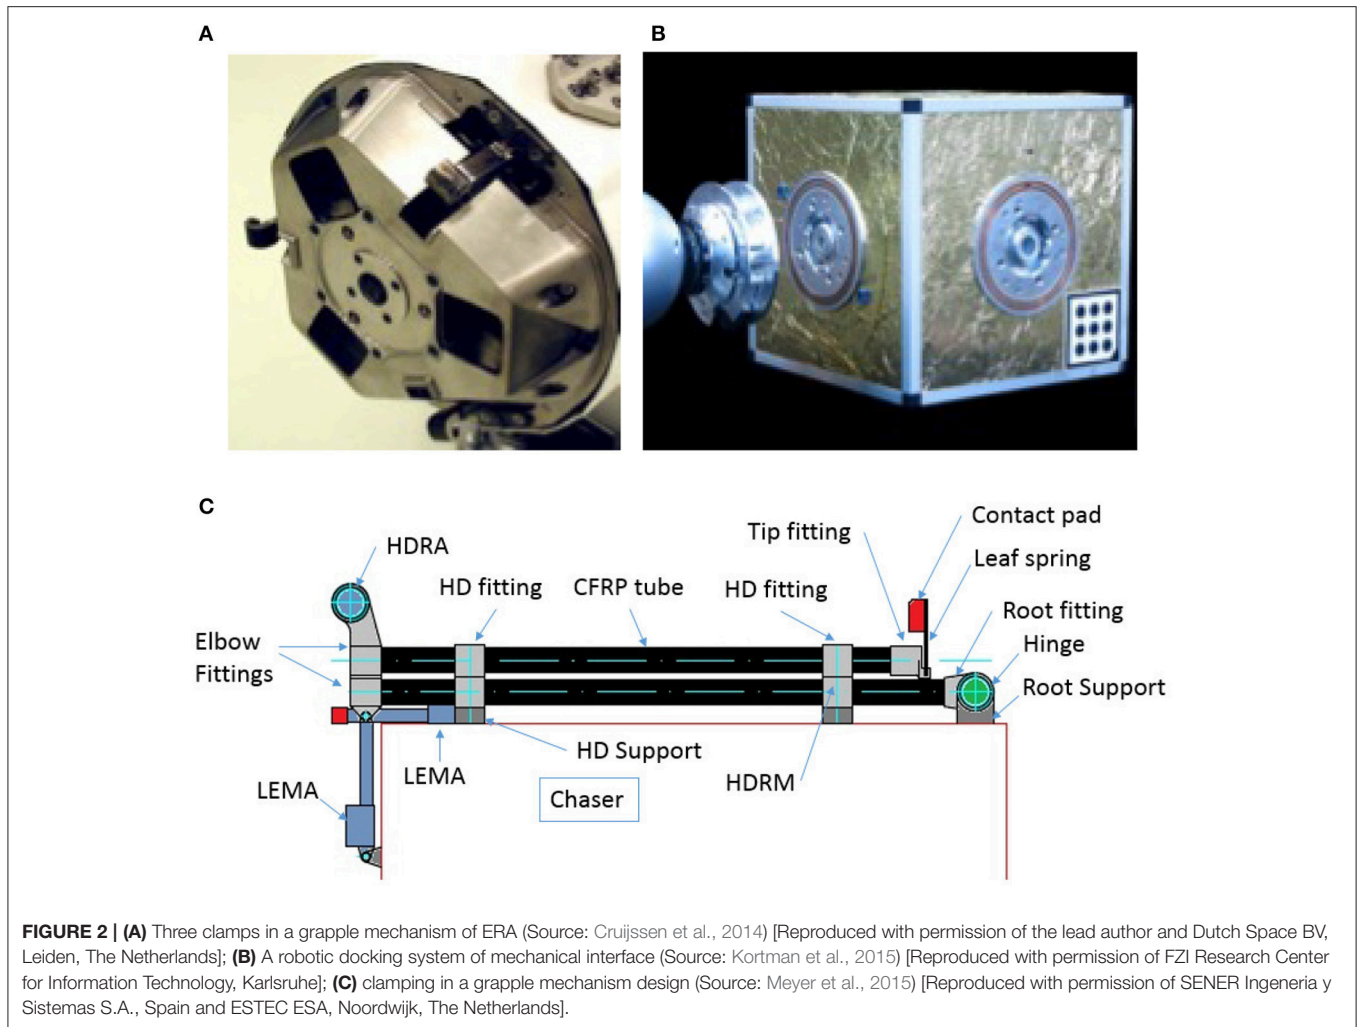 A
B
C
HDRA
HD fitting
CFRP tube
Tip fitting
HD fitting
Contact pad
Leaf spring
Root fitting
Hinge
Root Support
Elbow
Fittings
HD Support
LEMA
HDRM
LEMA
Chaser
FIGURE 2 | (A) Three clamps in a grapple mechanism of ERA (Source: Cruijssen et al., 2014) [Reproduced with permission of the lead author and Dutch Space BV,
Leiden, The Netherlands]; (B) A robotic docking system of mechanical interface (Source: Kortman et al., 2015) [Reproduced with permission of FZI Research Center
for Information Technology, Karlsruhe]; (C) clamping in a grapple mechanism design (Source: Meyer et al., 2015) [Reproduced with permission of SENER Ingeneria y
Sistemas S.A., Spain and ESTEC ESA, Noordwijk, The Netherlands].